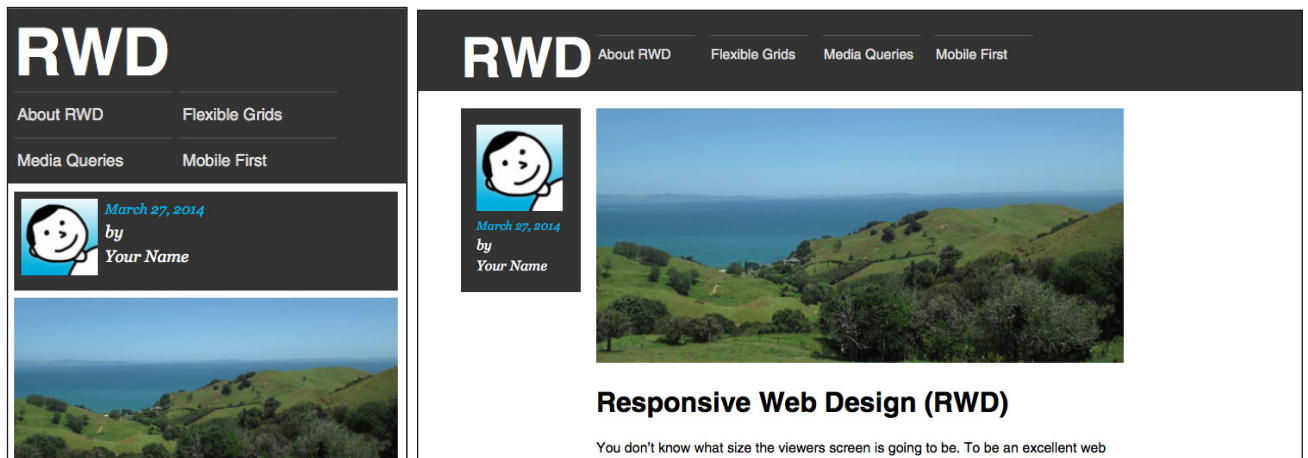 RWD
About RWD Flexible Grids
Media Queries Mobile First
March 27, 2014
by
Your Name
RWD About RWD Flexible Grids Media Queries Mobile First
March 27, 2014
by
Your Name
Responsive Web Design (RWD)
You don't know what size the viewers screen is going to be. To be an excellent web